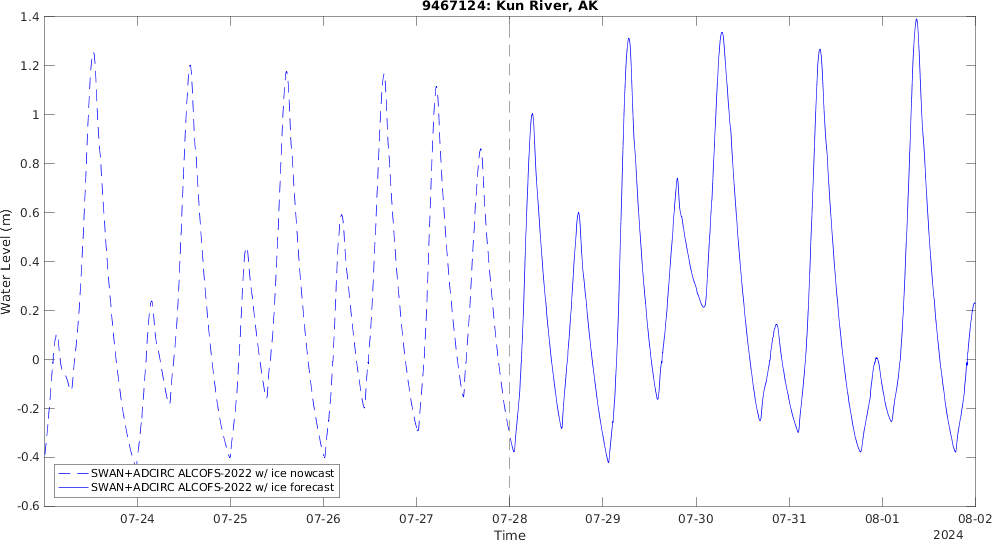 9467124: Kun River, AK
Water Level (m)
1.4
1.2
1
0.8
0.6
0.4
0.2
0
-0.2
-0.4
-0.6
SWAN+ADCIRC ALCOFS-2022 w/ ice nowcast
SWAN+ADCIRC ALCOFS-2022 w/ ice forecast
07-24 07-25 07-26 07-27 07-28 07-29 07-30 07-31 08-01 08-02
Time
2024